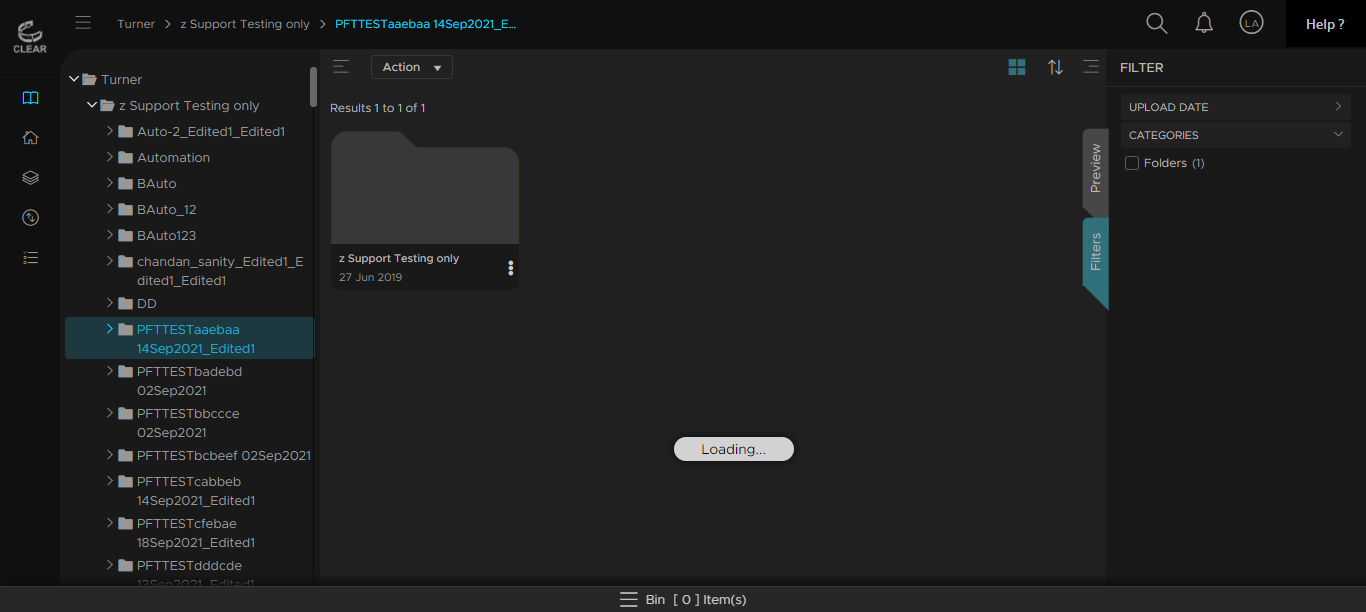 CLEAR
Turner > z Support Testing only > PFTTESTaaebaa 14Sep2021_E...
LA
Help ?
Turner
z Support Testing only
Auto-2_Edited1_Edited1
Automation
BAuto
BAuto_12
BAuto123
chandan_sanity_Edited1_E
dited1_Edited1
DD
PFTTESTaaebaa
14Sep2021_Edited1
PFTTESTbadebd
02Sep2021
PFTTESTbbccce
02Sep2021
PFTTESTbcbeef 02Sep2021
PFTTESTcabbeb
14Sep2021_Edited1
PFTTESTcfebae
18Sep2021_Edited1
PFTTESTdddcde
13Sep2021_Edited1
Action
Results 1 to 1 of 1
z Support Testing only
27 Jun 2019
Loading...
Preview
Filters
FILTER
UPLOAD DATE
CATEGORIES
Folders (1)
Bin [ 0 ] Item(s)